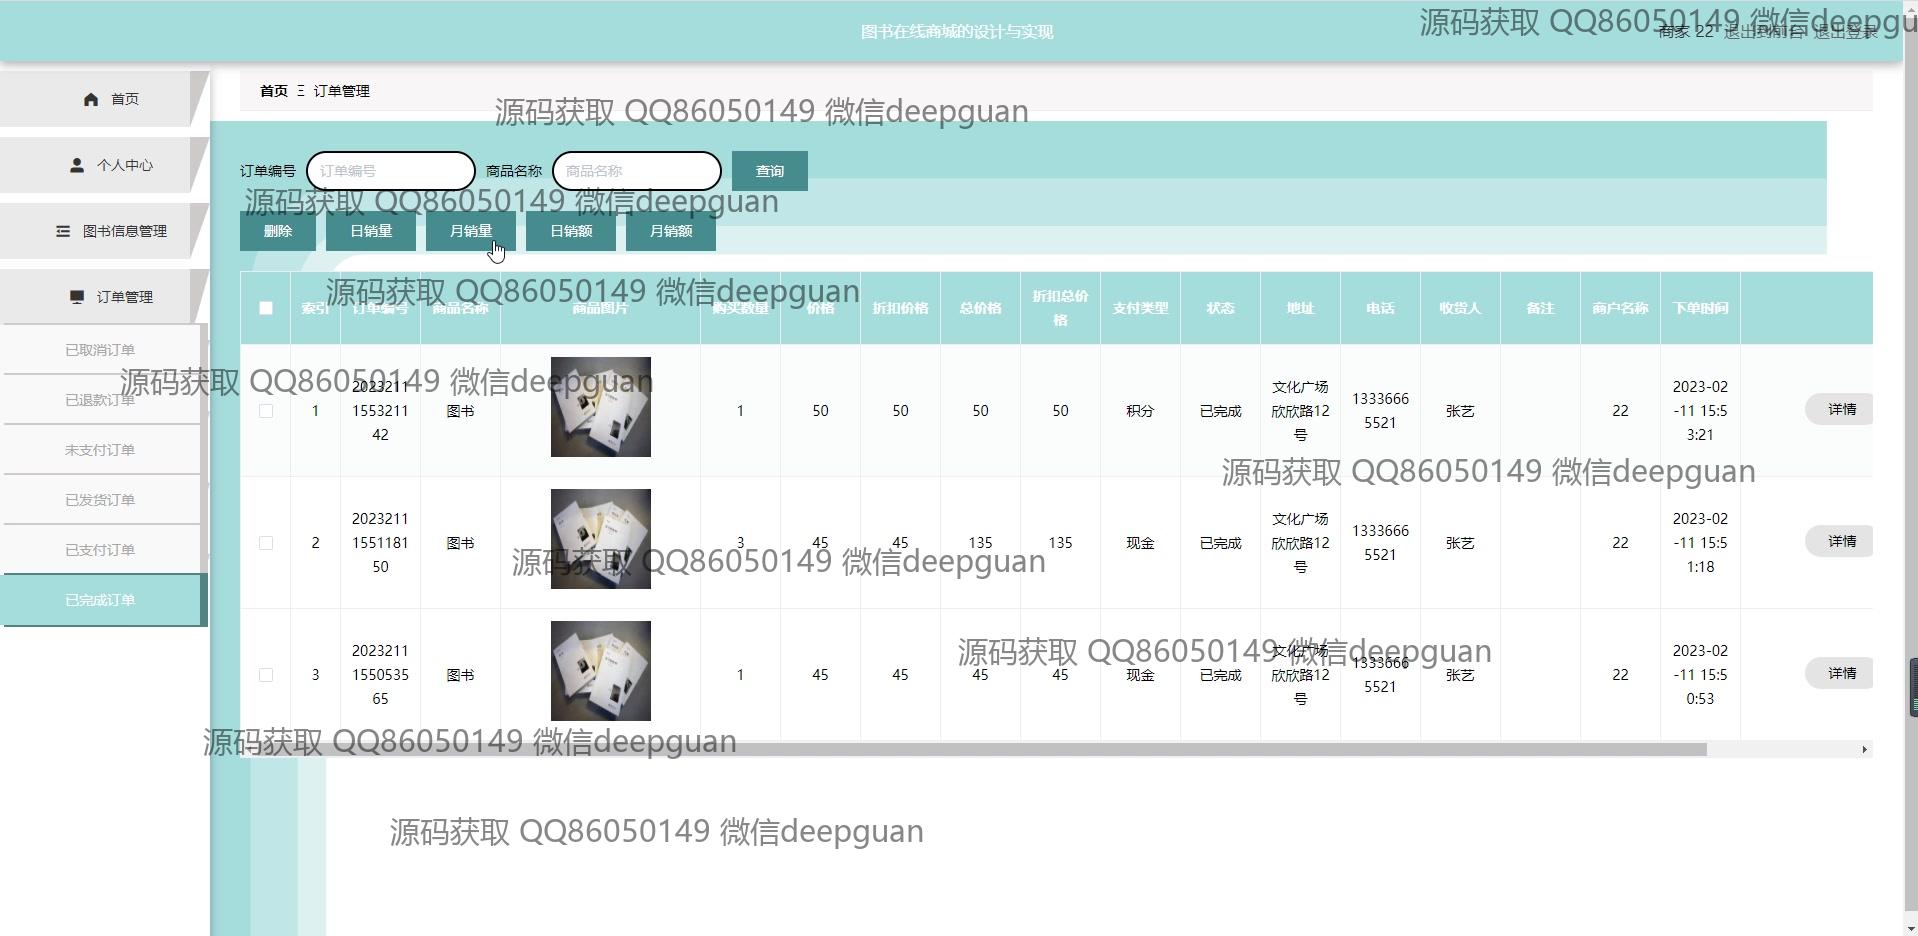 图书在线商城的设计与实现
源码获取 QQ86050149 微信deepgu
商家 22 退出到前台 退出登录
首页
个人中心
图书信息管理
订单管理
已取消订单
已退款订单
未支付订单
已发货订单
已支付订单
已完成订单
首页 Ξ 订单管理
源码获取 QQ86050149 微信deepguan
订单编号 订单编号 商品名称 商品名称 查询
源码获取 QQ86050149 微信deepguan
删除 日销量 月销量 日销额 月销额
源码获取 QQ86050149 微信deepguan
索引 订单编号 商品名称 商品图片 购买数量 价格 折扣价格 总价格 折扣总价格 支付类型 状态 地址 电话 收货人 备注 商户名称 下单时间
源码获取 QQ86050149 微信deepguan
1 2023211155321142 图书 1 50 50 50 50 积分 已完成 文化广场欣欣路12号 13336665521 张艺 22 2023-02-11 15:53:21 详情
源码获取 QQ86050149 微信deepguan
2 2023211155118150 图书 3 45 45 135 135 现金 已完成 文化广场欣欣路12号 13336665521 张艺 22 2023-02-11 15:51:18 详情
源码获取 QQ86050149 微信deepguan
源码获取 QQ86050149 微信deepguan
3 2023211155053565 图书 1 45 45 45 45 现金 已完成 文化广场欣欣路12号 13336665521 张艺 22 2023-02-11 15:50:53 详情
源码获取 QQ86050149 微信deepguan
源码获取 QQ86050149 微信deepguan